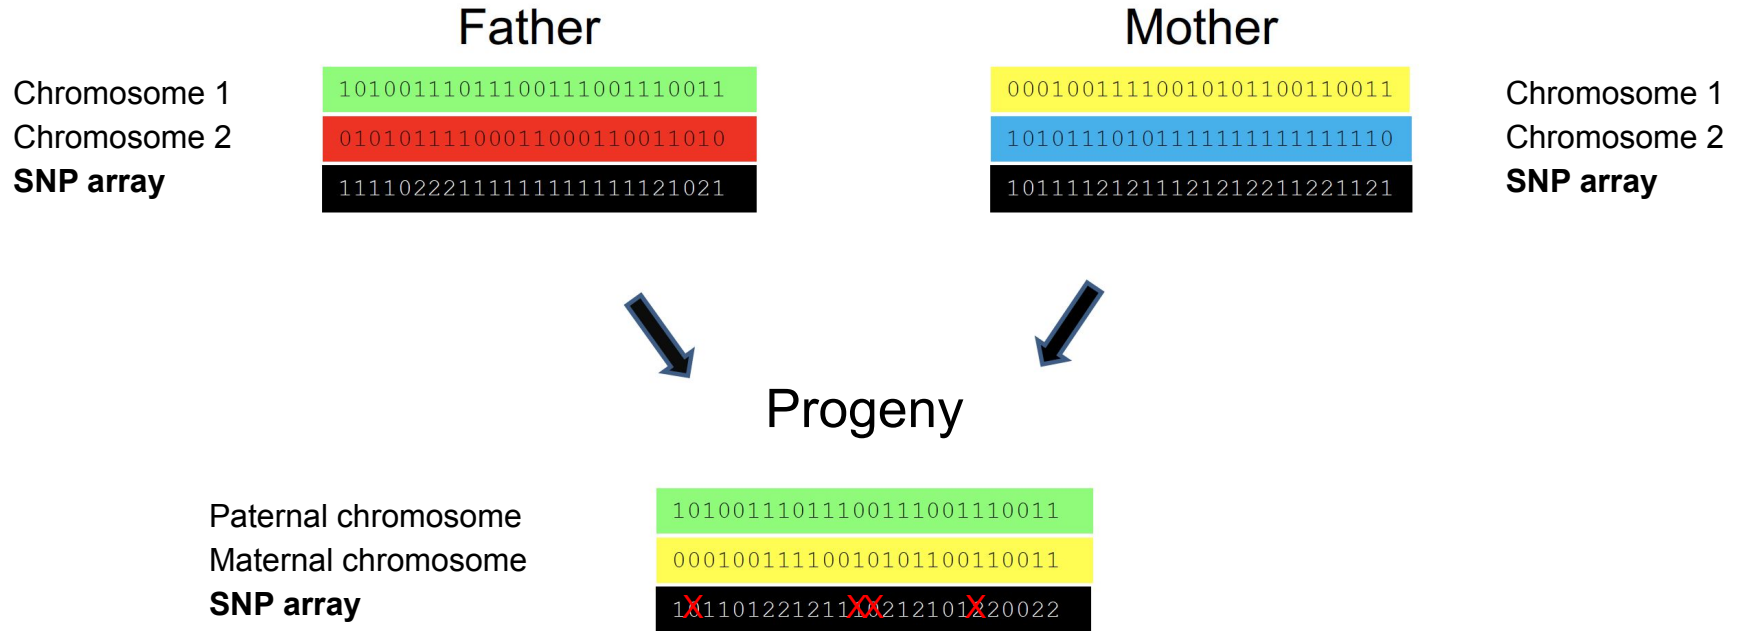 Father
Mother
Chromosome 1
10100111011100111001110011
00010011110010101100110011
Chromosome 1
Chromosome 2
01010111100011000110011010
10101110101111111111111110
Chromosome 2
SNP array
11110222111111111111121021
10111121211121212211221121
SNP array
Progeny
Paternal chromosome
10100111011100111001110011
Maternal chromosome
00010011110010101100110011
SNP array
10110122121110212101220022